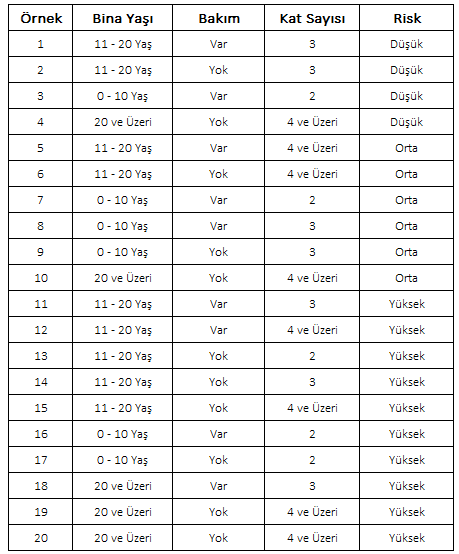 Örnek Bina Yaşı Bakım Kat Sayısı Risk
1 11 - 20 Yaş Var 3 Düşük
2 11 - 20 Yaş Yok 3 Düşük
3 0 - 10 Yaş Var 2 Düşük
4 20 ve Üzeri Yok 4 ve Üzeri Düşük
5 11 - 20 Yaş Var 4 ve Üzeri Orta
6 11 - 20 Yaş Yok 4 ve Üzeri Orta
7 0 - 10 Yaş Var 2 Orta
8 0 - 10 Yaş Var 3 Orta
9 0 - 10 Yaş Yok 3 Orta
10 20 ve Üzeri Yok 4 ve Üzeri Orta
11 11 - 20 Yaş Var 3 Yüksek
12 11 - 20 Yaş Var 4 ve Üzeri Yüksek
13 11 - 20 Yaş Yok 2 Yüksek
14 11 - 20 Yaş Yok 3 Yüksek
15 11 - 20 Yaş Yok 4 ve Üzeri Yüksek
16 0 - 10 Yaş Var 2 Yüksek
17 0 - 10 Yaş Yok 2 Yüksek
18 20 ve Üzeri Var 3 Yüksek
19 20 ve Üzeri Yok 4 ve Üzeri Yüksek
20 20 ve Üzeri Yok 4 ve Üzeri Yüksek